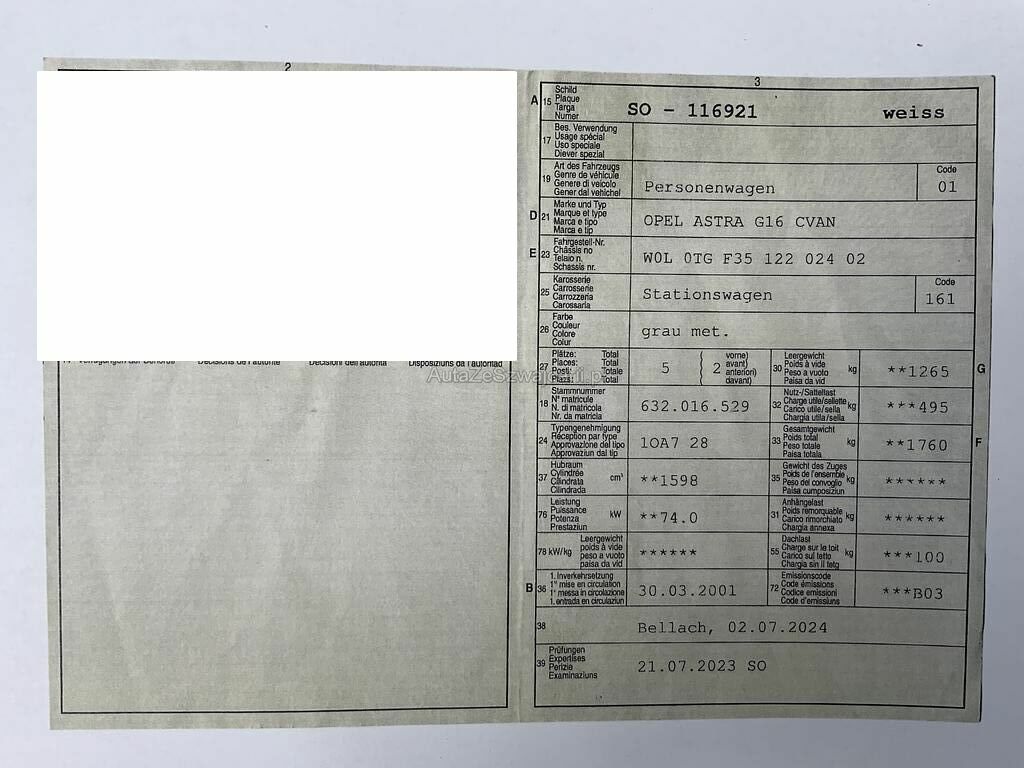 2
3
A 15 Schild
Plaque
Targa
Numer
SO - 116921 weiss
17 Bes. Verwendung
Usage spécial
Uso speciale
Diever spezial
19 Art des Fahrzeugs
Genre de véhicule
Genere di veicolo
Gener dal vehichel
Personenwagen
Code
01
D 21 Marke und Typ
Marque et type
Marca e tipo
Marca e tip
OPEL ASTRA G16 CVAN
E 23 Fahrgestell-Nr.
Châssis no
Telaio n.
Schassis nr.
W0L 0TG F35 122 024 02
25 Karosserie
Carrosserie
Carrozzeria
Carossaria
Stationswagen
Code
161
26 Farbe
Couleur
Colore
Colur
grau met.
27 Plätze: Total
Places: Total
Posti: Totale
Plazs: Total
5 { 2 vorne)
avant)
anteriori)
davant)
30 Leergewicht
Poids à vide
Peso a vuoto
Paisa da vid
kg
**1265
G
18 Stammnummer
N° matricule
N. di matricola
Nr. da matricla
632.016.529
32 Nutz-/Sattellast
Charge utile/sellette
Carico utile/sella
Chargia utila/sella
kg
***495
24 Typengenehmigung
Réception par type
Approvazione del tipo
Approvaziun dal tip
1OA7 28
33 Gesamtgewicht
Poids total
Peso totale
Paisa totala
kg
**1760
F
37 Hubraum
Cylindrée
Cilindrata
Cilindrada
cm³
**1598
35 Gewicht des Zuges
Poids de l'ensemble
Peso del convoglio
Paisa cumposiziun
kg
******
76 Leistung
Puissance
Potenza
Prestaziun
kW
**74.0
31 Anhängelast
Poids remorquable
Carico rimorchiato
Chargia annexa
kg
******
78 kW/kg Leergewicht
poids à vide
peso a vuoto
paisa da vid
******
55 Dachlast
Charge sur le toit
Carico sul tetto
Chargia sin il tetg
kg
***100
B 36 1. Inverkehrsetzung
1re mise en circulation
1a messa in circolazione
1. entrada en circulaziun
30.03.2001
72 Emissionscode
Code émissions
Codice emissioni
Code d'emissiuns
***B03
38 Bellach, 02.07.2024
39 Prüfungen
Expertises
Perizie
Examinaziuns
21.07.2023 SO
Verfügungen der Behörde Décisions de l'autorité Decisioni dell'autorità Disposiziuns da l'autoritad
AutaZeSzwajcarii.pl